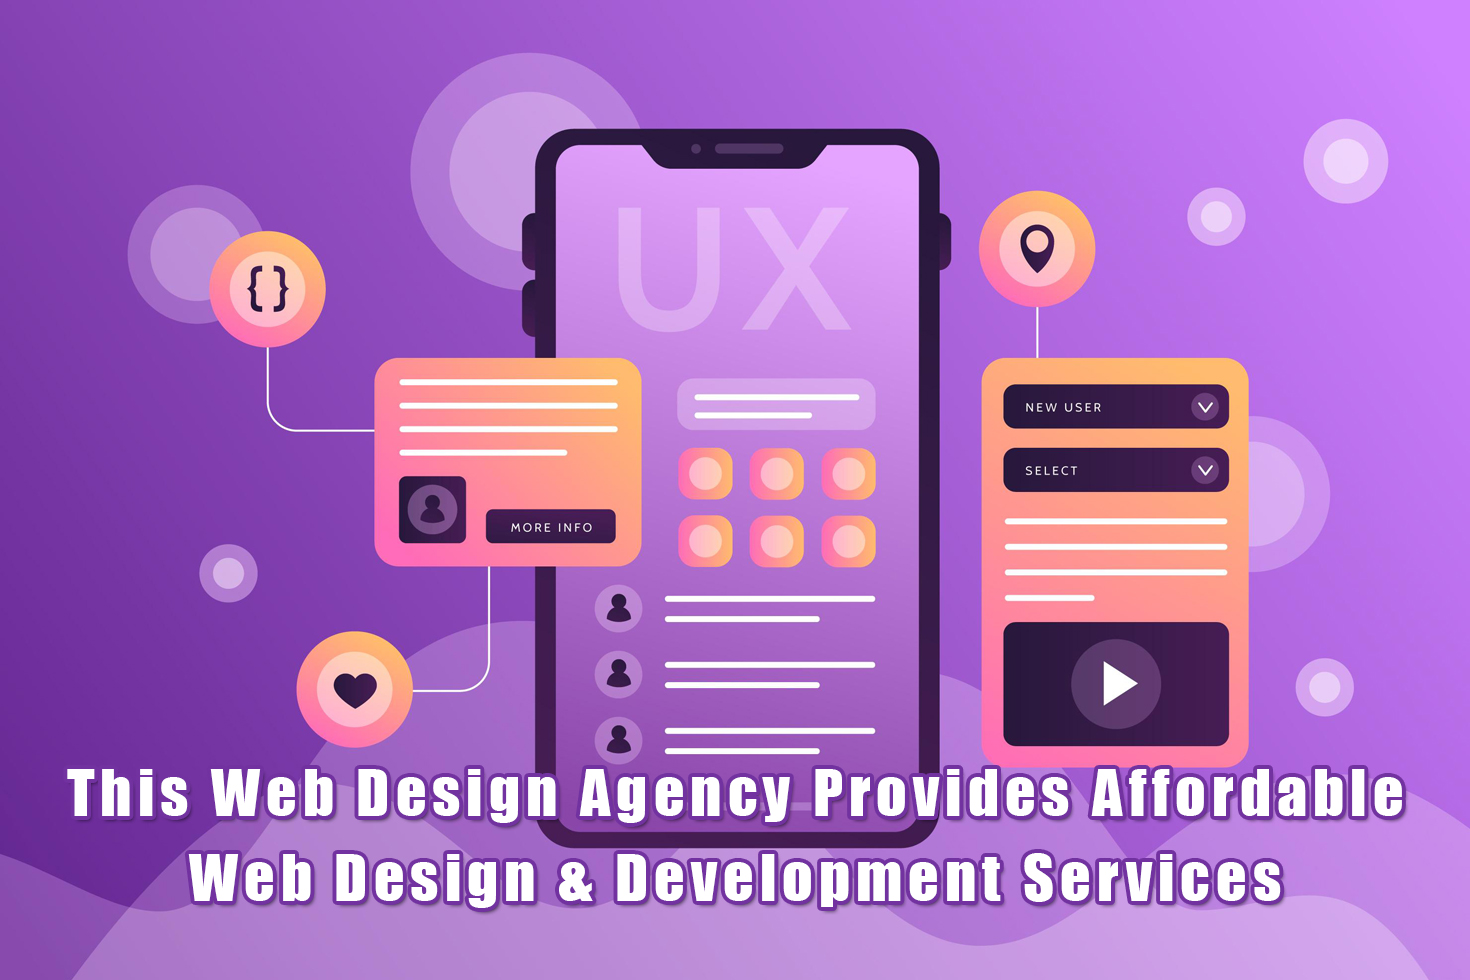 UX
NEW USER
SELECT
MORE INFO
This Web Design Agency Provides Affordable
Web Design & Development Services